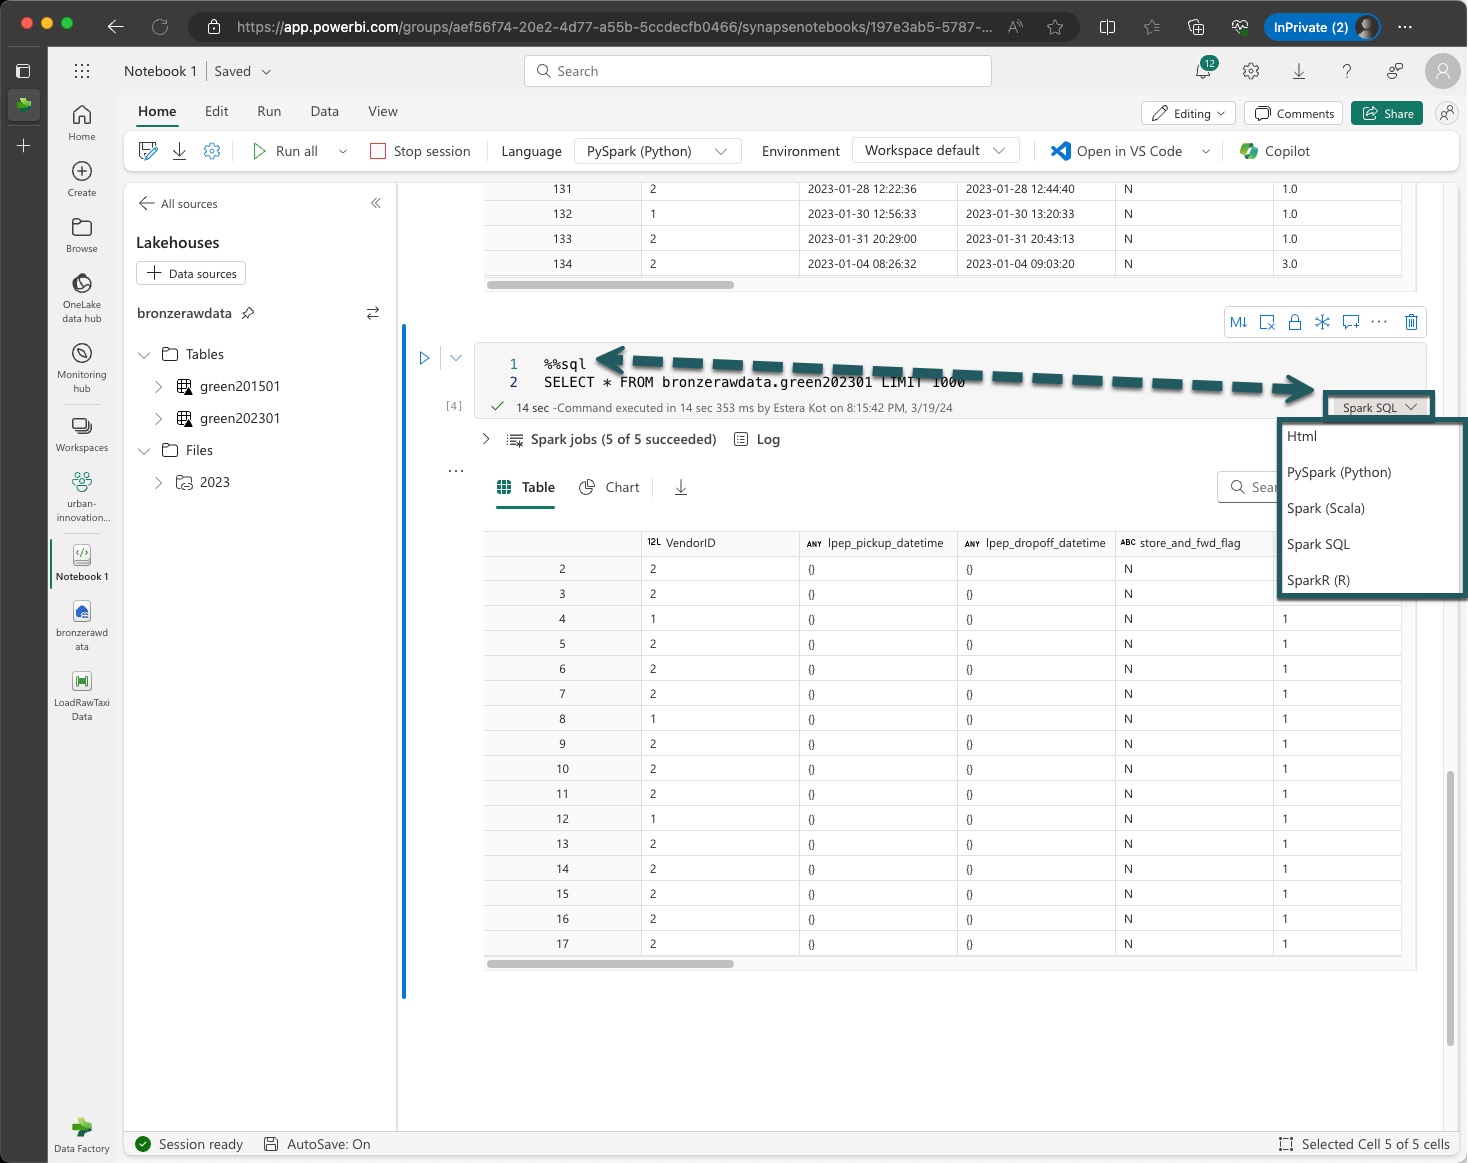 https://app.powerbi.com/groups/aef56f74-20e2-4d77-a55b-5ccdecfb0466/synapsenotebooks/197e3ab5-5787-...
InPrivate (2)
Notebook 1 Saved
Search
12
Home Edit Run Data View
Editing Comments Share
Run all Stop session Language PySpark (Python) Environment Workspace default Open in VS Code Copilot
Home
Create
Browse
OneLake
data hub
Monitoring
hub
Workspaces
urban-
innovation...
Notebook 1
bronzerawd
ata
LoadRawTaxi
Data
Data Factory
All sources
Lakehouses
Data sources
bronzerawdata
Tables
green201501
green202301
Files
2023
131 2 2023-01-28 12:22:36 2023-01-28 12:44:40 N 1.0
132 1 2023-01-30 12:56:33 2023-01-30 13:20:33 N 1.0
133 2 2023-01-31 20:29:00 2023-01-31 20:43:13 N 1.0
134 2 2023-01-04 08:26:32 2023-01-04 09:03:20 N 3.0
M↓
1 %%sql
2 SELECT * FROM bronzerawdata.green202301 LIMIT 1000
[4] 14 sec -Command executed in 14 sec 353 ms by Estera Kot on 8:15:42 PM, 3/19/24
Spark SQL
Html
PySpark (Python)
Spark (Scala)
Spark SQL
SparkR (R)
Spark jobs (5 of 5 succeeded) Log
Table Chart
Sear
12L VendorID ANY lpep_pickup_datetime ANY lpep_dropoff_datetime ABC store_and_fwd_flag
2 2 {} {} N
3 2 {} {} N
4 1 {} {} N 1
5 2 {} {} N 1
6 2 {} {} N 1
7 2 {} {} N 1
8 1 {} {} N 1
9 2 {} {} N 1
10 2 {} {} N 1
11 2 {} {} N 1
12 1 {} {} N 1
13 2 {} {} N 1
14 2 {} {} N 1
15 2 {} {} N 1
16 2 {} {} N 1
17 2 {} {} N 1
Session ready AutoSave: On
Selected Cell 5 of 5 cells